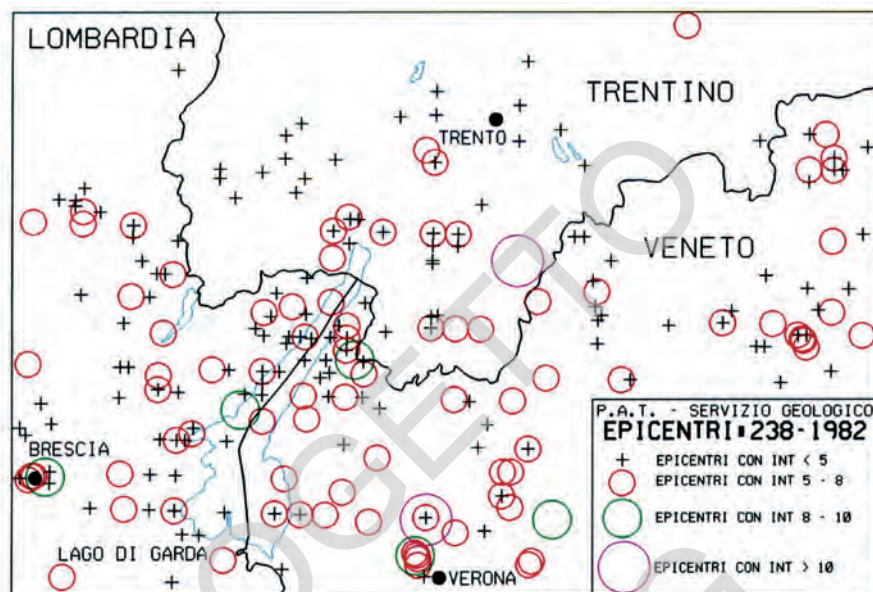 LOMBARDIA
TRENTINO
TRENTO
VENETO
BRESCIA
LAGO DI GARDA
VERONA
P.A.T. - SERVIZIO GEOLOGICO
EPICENTRI:238-1982
EPICENTRI CON INT < 5
EPICENTRI CON INT 5 - 8
EPICENTRI CON INT 8 - 10
EPICENTRI CON INT > 10
OGETTO